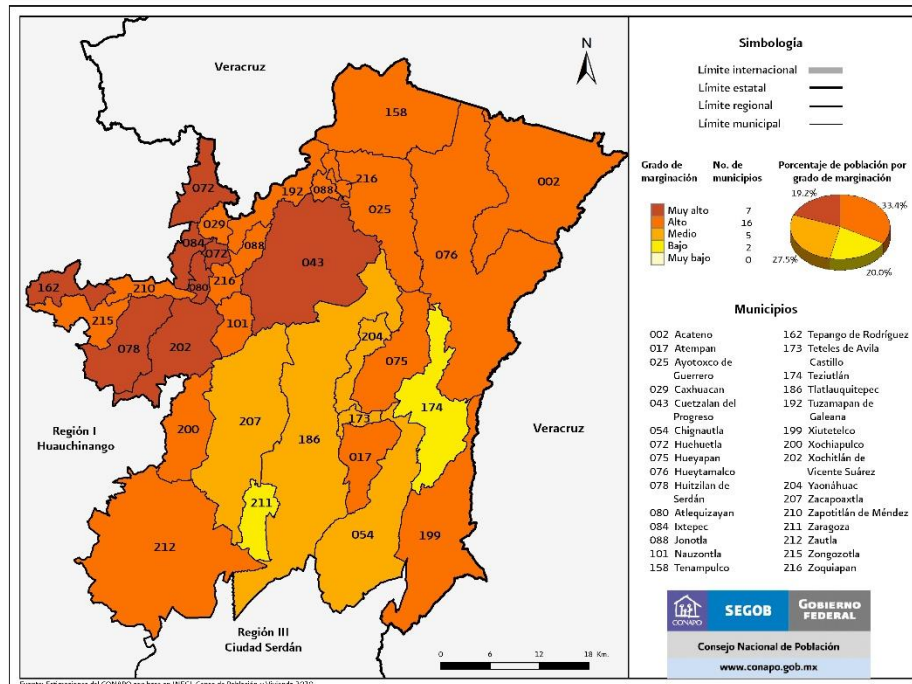 Veracruz
N
158
002
072
192
088
216
025
029
084
072
088
043
076
162
210
080
216
215
101
204
078
202
075
174
207
173
Región I
Huauchinango
200
186
Veracruz
017
211
054
199
212
Región III
Ciudad Serdán
0 6 12 18 Km.
Simbología
Límite internacional
Límite estatal
Límite regional
Límite municipal
Grado de marginación
No. de municipios
Muy alto 7
Alto 16
Medio 5
Bajo 2
Muy bajo 0
Porcentaje de población por
grado de marginación
19.2%
33.4%
27.5%
20.0%
Municipios
002 Acateno
017 Atempan
025 Ayotoxco de
Guerrero
029 Caxhuacan
043 Cuetzalan del
Progreso
054 Chignautla
072 Huehuetla
075 Hueyapan
076 Hueytamalco
078 Huitzilan de
Serdán
080 Atlequizayan
084 Ixtepec
088 Jonotla
101 Nauzontla
158 Tenampulco
162 Tepango de Rodríguez
173 Teteles de Avila
Castillo
174 Teziutlán
186 Tlatlauquitepec
192 Tuzamapan de
Galeana
199 Xiutetelco
200 Xochiapulco
202 Xochitlán de
Vicente Suárez
204 Yaonáhuac
207 Zacapoaxtla
210 Zapotitlán de Méndez
211 Zaragoza
212 Zautla
215 Zongozotla
216 Zoquiapan
CONAPO
SEGOB
GOBIERNO
FEDERAL
Consejo Nacional de Población
www.conapo.gob.mx